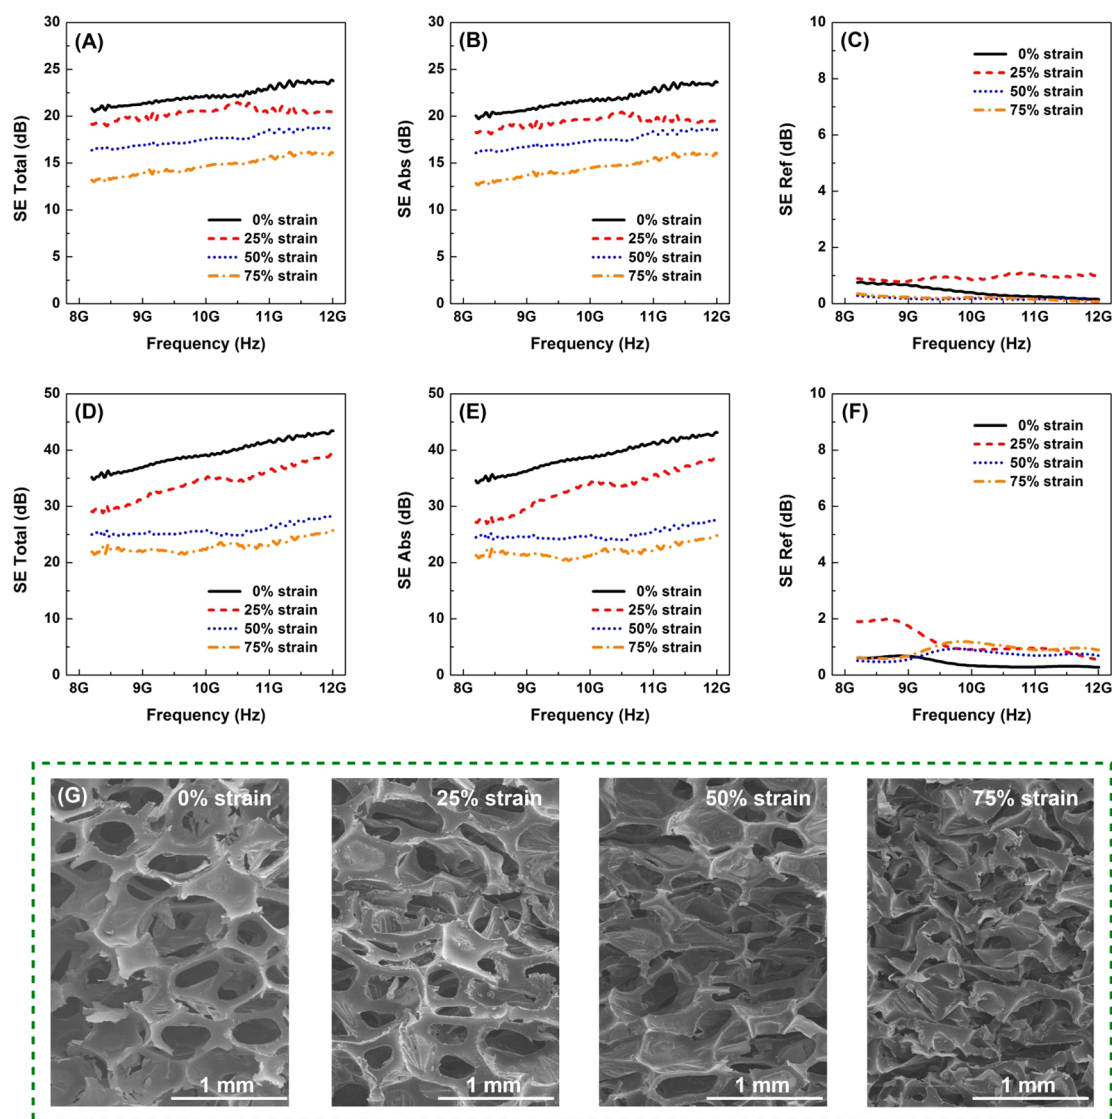 (A)
SE Total (dB)
30
25
20
15
10
5
0
0% strain
25% strain
50% strain
75% strain
8G 9G 10G 11G 12G
Frequency (Hz)
(B)
SE Abs (dB)
30
25
20
15
10
5
0
0% strain
25% strain
50% strain
75% strain
8G 9G 10G 11G 12G
Frequency (Hz)
(C)
SE Ref (dB)
10
8
6
4
2
0
0% strain
25% strain
50% strain
75% strain
8G 9G 10G 11G 12G
Frequency (Hz)
(D)
SE Total (dB)
50
40
30
20
10
0
0% strain
25% strain
50% strain
75% strain
8G 9G 10G 11G 12G
Frequency (Hz)
(E)
SE Abs (dB)
50
40
30
20
10
0
0% strain
25% strain
50% strain
75% strain
8G 9G 10G 11G 12G
Frequency (Hz)
(F)
SE Ref (dB)
10
8
6
4
2
0
0% strain
25% strain
50% strain
75% strain
8G 9G 10G 11G 12G
Frequency (Hz)
(G)
0% strain
1 mm
25% strain
1 mm
50% strain
1 mm
75% strain
1 mm